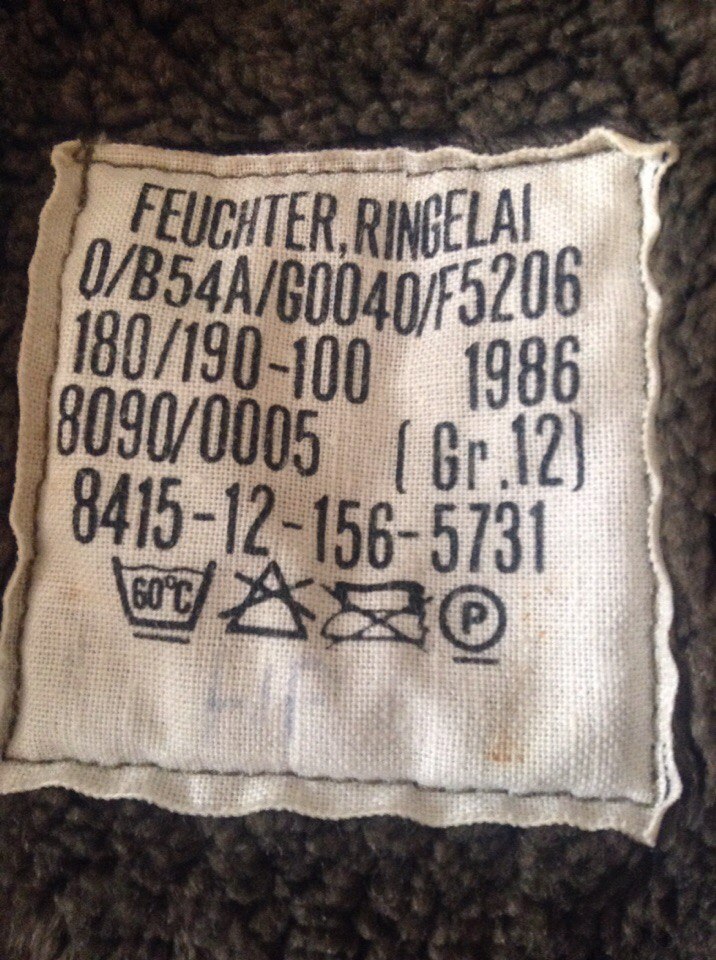 FEUCHTER, RINGELAI
0/B54A/G0040/F5206
180/190-100 1986
8090/0005 (Gr.12)
8415-12-156-5731
60°C P